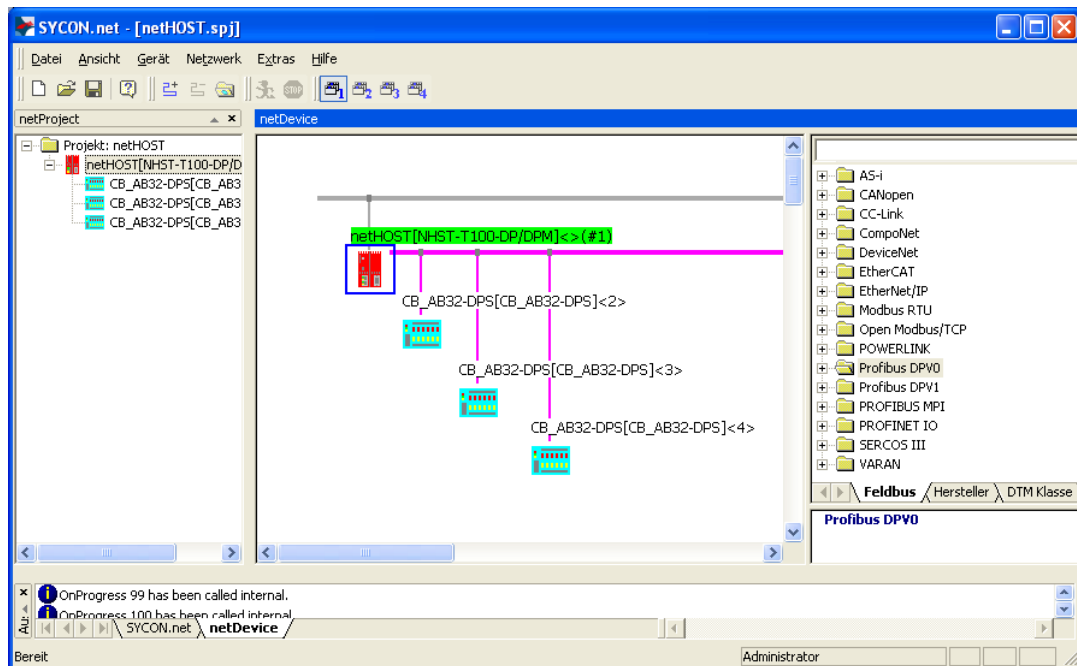 SYCON.net - [netHOST.spj]
Datei Ansicht Gerät Netzwerk Extras Hilfe
1 2 3 4
netProject
netDevice
Projekt: netHOST
netHOST[NHST-T100-DP/D
CB_AB32-DPS[CB_AB3
CB_AB32-DPS[CB_AB3
CB_AB32-DPS[CB_AB3
netHOST[NHST-T100-DP/DPM]<>(#1)
CB_AB32-DPS[CB_AB32-DPS]<2>
CB_AB32-DPS[CB_AB32-DPS]<3>
CB_AB32-DPS[CB_AB32-DPS]<4>
AS-i
CANopen
CC-Link
CompoNet
DeviceNet
EtherCAT
EtherNet/IP
Modbus RTU
Open Modbus/TCP
POWERLINK
Profibus DPV0
Profibus DPV1
PROFIBUS MPI
PROFINET IO
SERCOS III
VARAN
Feldbus Hersteller DTM Klasse
Profibus DPV0
OnProgress 99 has been called internal.
OnProgress 100 has been called internal
Au:
SYCON.net netDevice
Bereit
Administrator